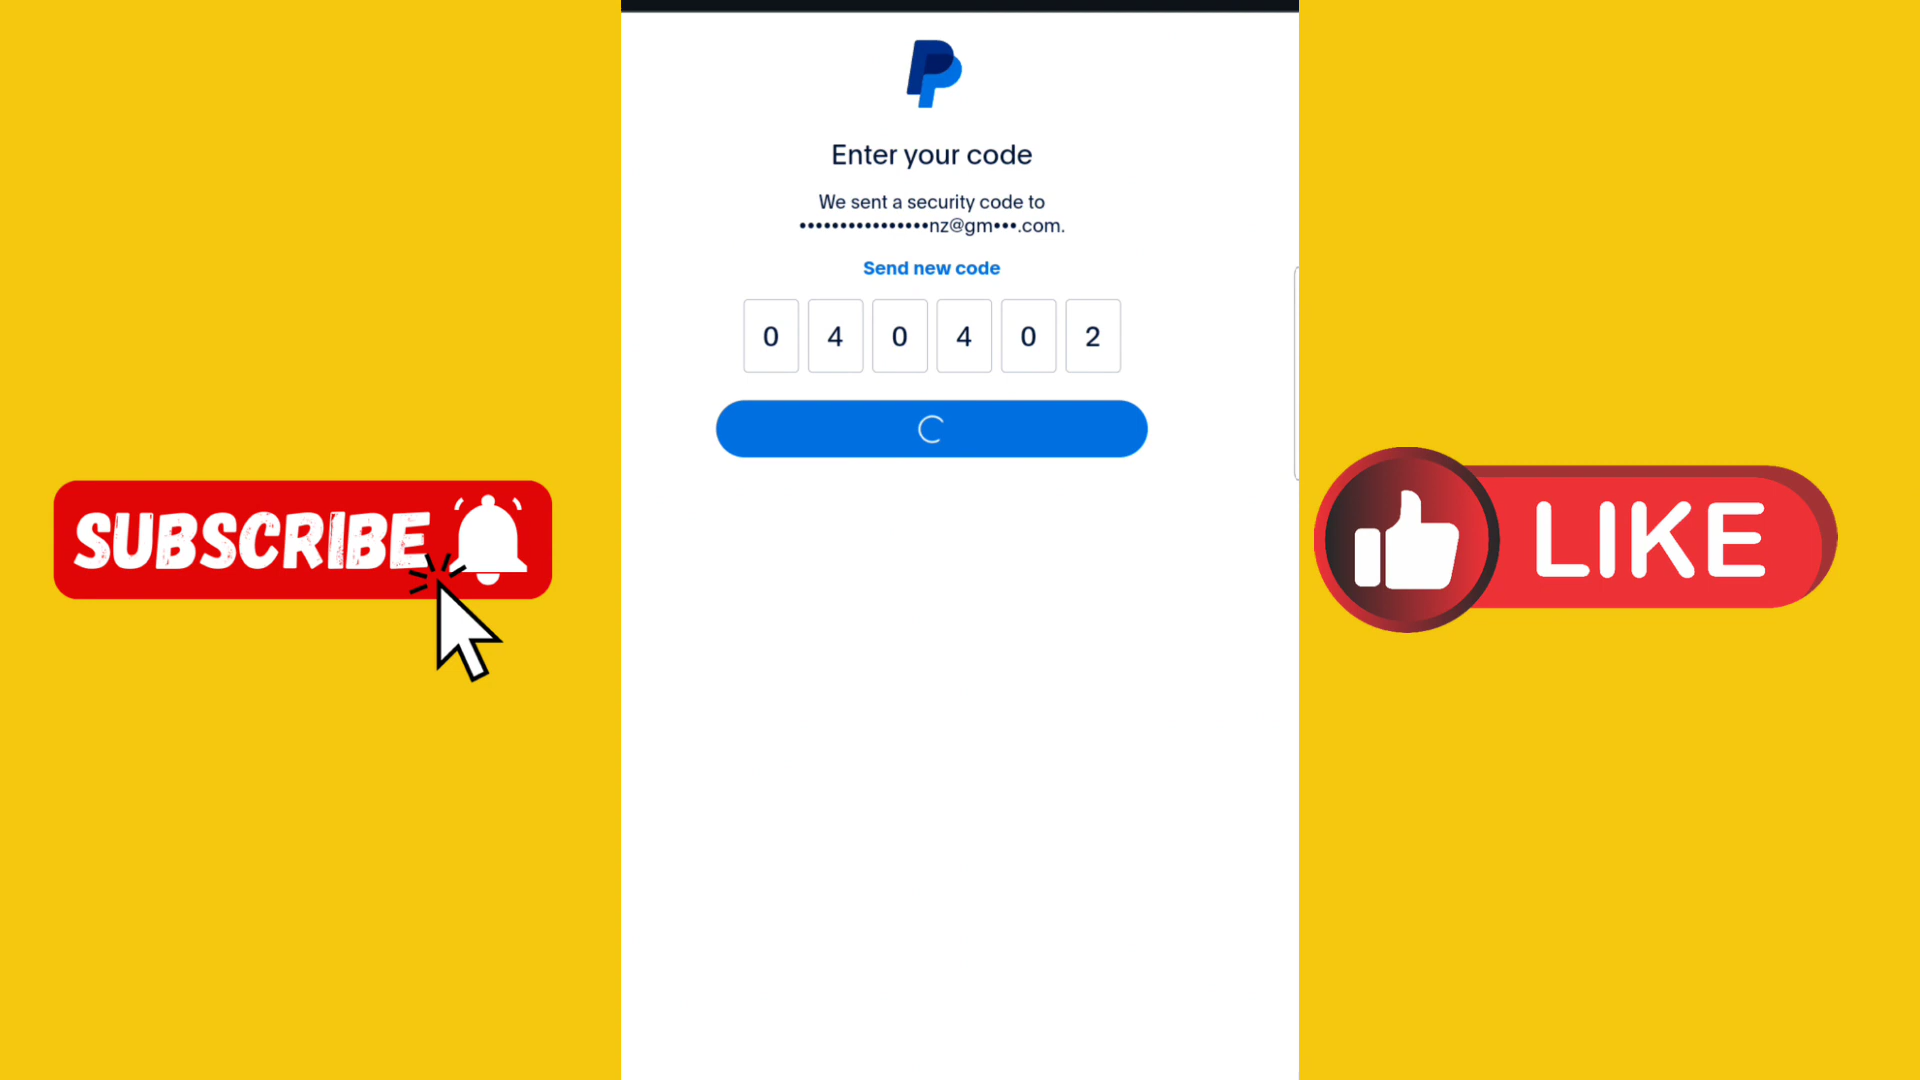 Enter your code
We sent a security code to
••••••••••••••••nz@gm•••.com.
Send new code
0 4 0 4 0 2
SUBSCRIBE
LIKE